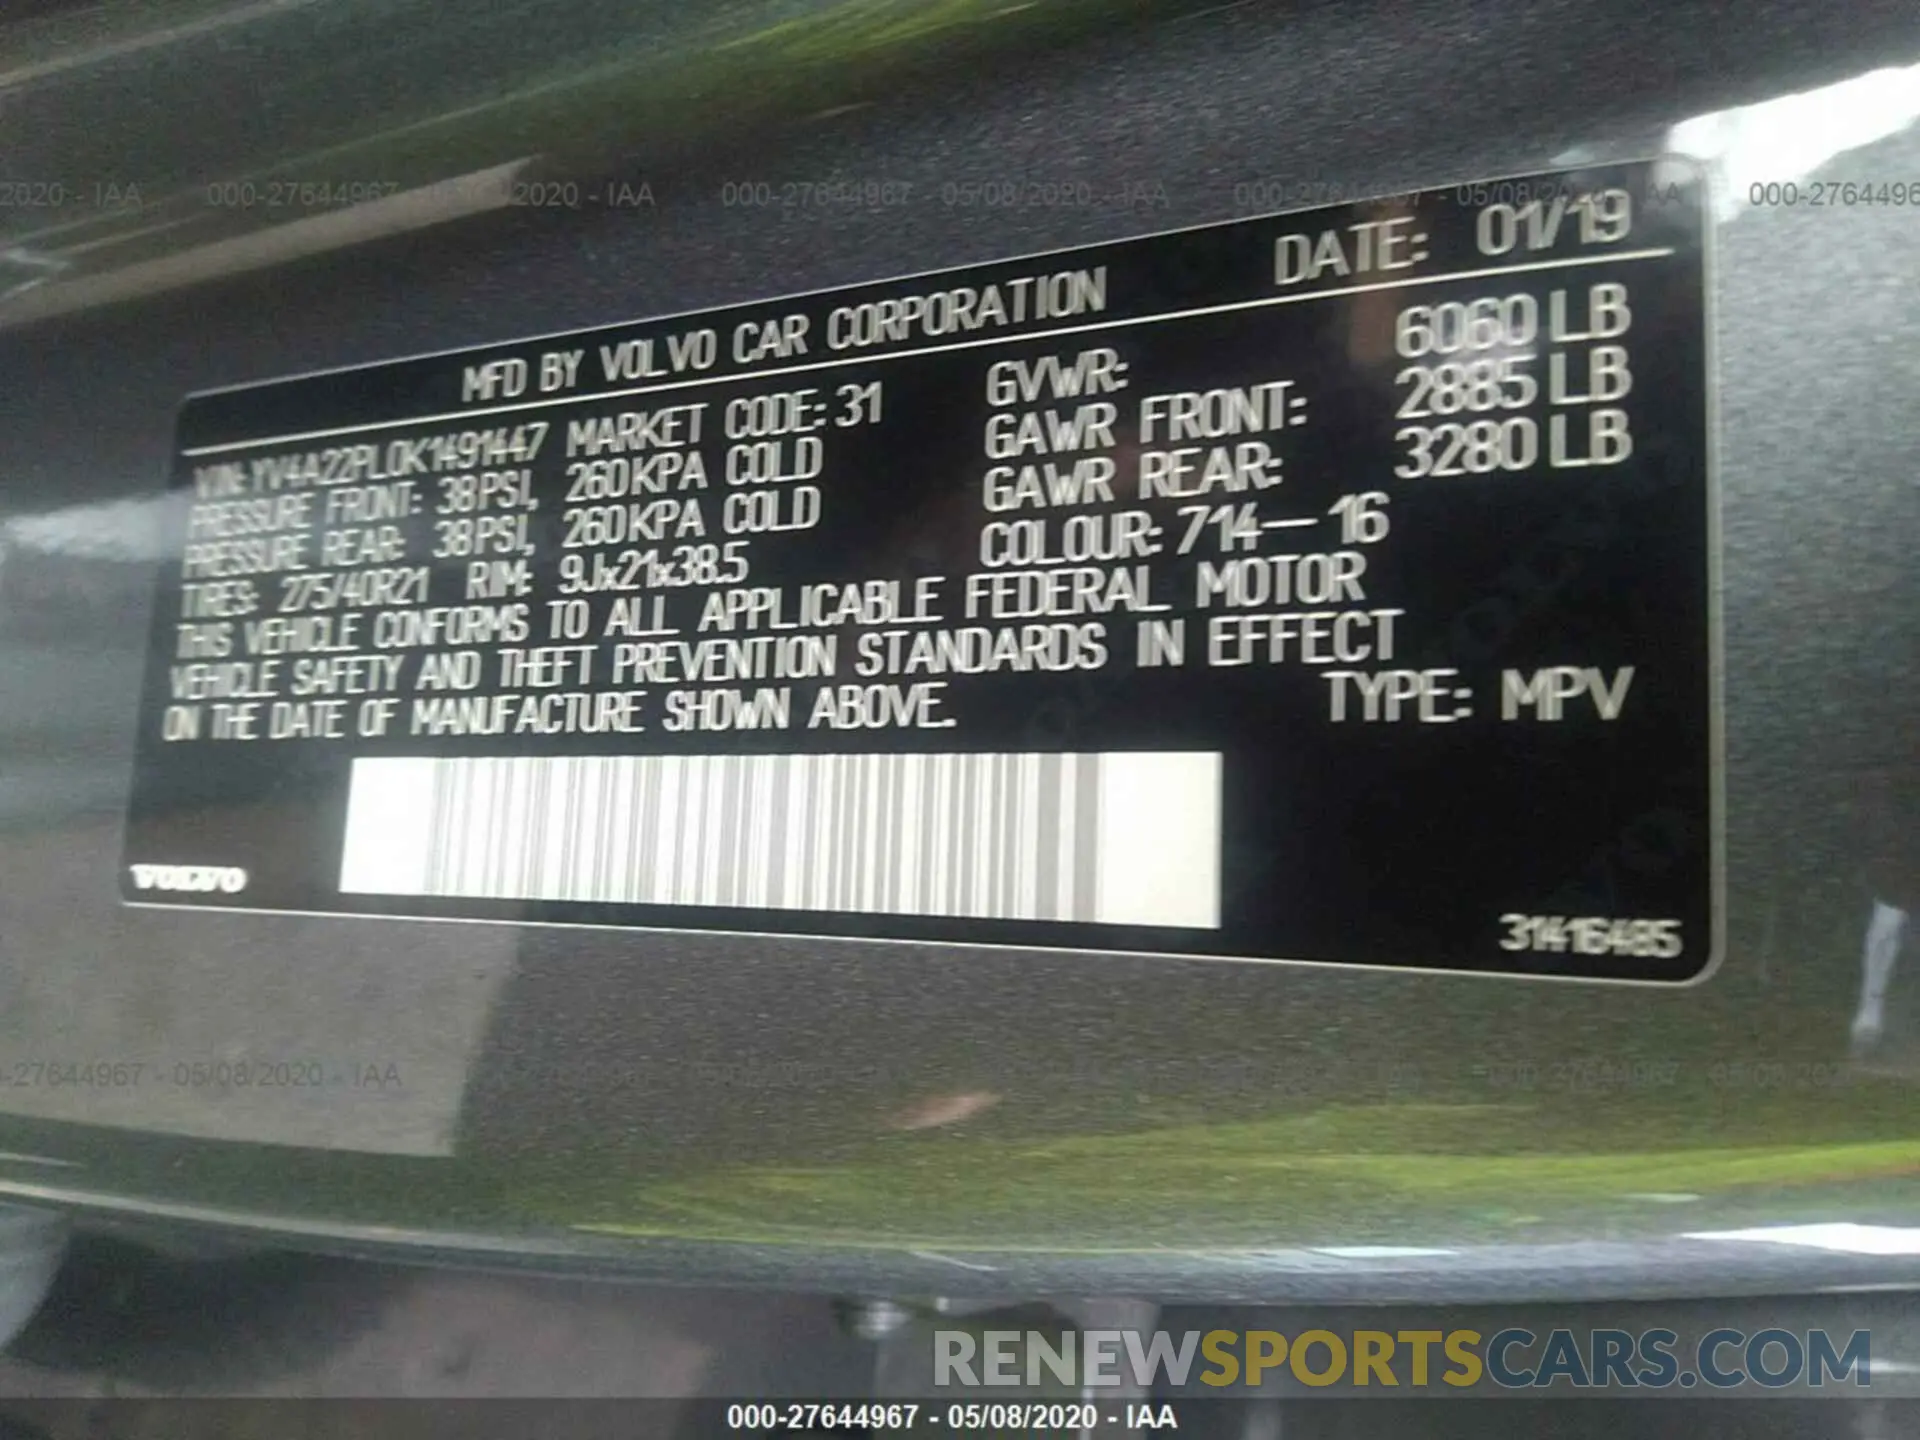 2020 - IAA 000-27644967 - 05/08/2020 - IAA 000-27644967 - 05/08/2020 - IAA 000-27644967 - 05/08/2020 - IAA 000-2764496
MFD BY VOLVO CAR CORPORATION DATE: 01/19
VIN: YV4A22PL0K1491447 MARKET CODE: 31 GVWR: 6060 LB
PRESSURE FRONT: 38PSI, 260KPA COLD GAWR FRONT: 2885 LB
PRESSURE REAR: 38PSI, 260KPA COLD GAWR REAR: 3280 LB
TIRES: 275/40R21 RIM: 9Jx21x38.5 COLOUR: 714-16
THIS VEHICLE CONFORMS TO ALL APPLICABLE FEDERAL MOTOR
VEHICLE SAFETY AND THEFT PREVENTION STANDARDS IN EFFECT
ON THE DATE OF MANUFACTURE SHOWN ABOVE. TYPE: MPV
VOLVO
31416485
-27644967 - 05/08/2020 - IAA 000-27644967 05/08/2020
RENEWSPORTSCARS.COM
000-27644967 - 05/08/2020 - IAA